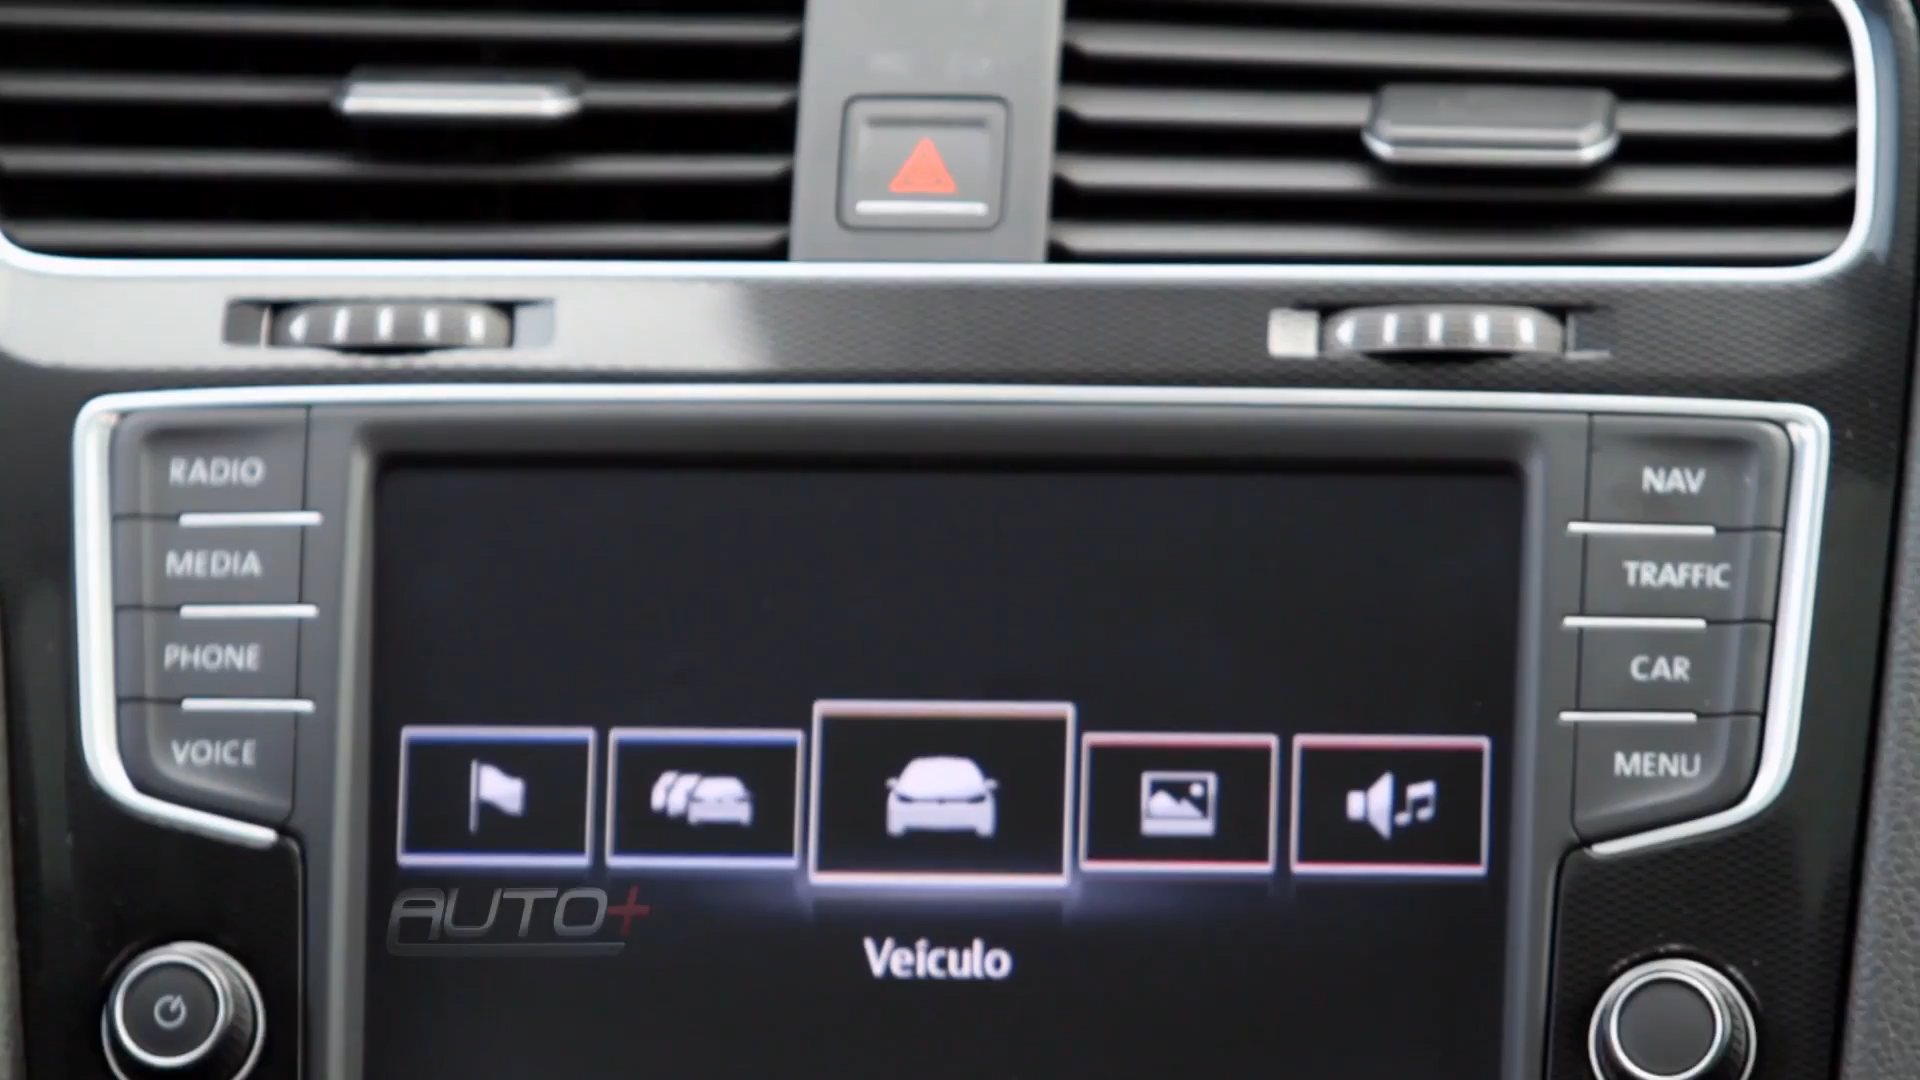 RADIO
MEDIA
PHONE
VOICE
NAV
TRAFFIC
CAR
MENU
AUTO+
Veículo